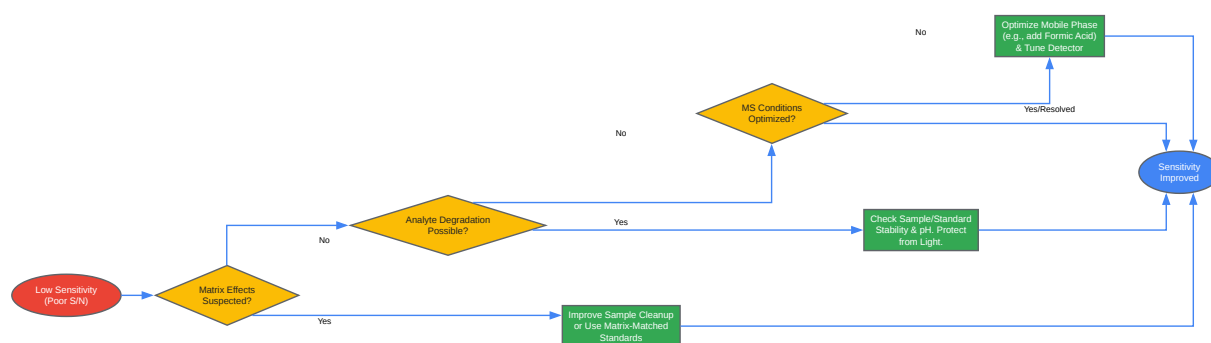 Low Sensitivity
(Poor S/N)
Matrix Effects
Suspected?
No
Yes
Analyte Degradation
Possible?
No
Yes
MS Conditions
Optimized?
No
Yes/Resolved
Optimize Mobile Phase
(e.g., add Formic Acid)
& Tune Detector
Check Sample/Standard
Stability & pH. Protect
from Light.
Improve Sample Cleanup
or Use Matrix-Matched
Standards
Sensitivity
Improved